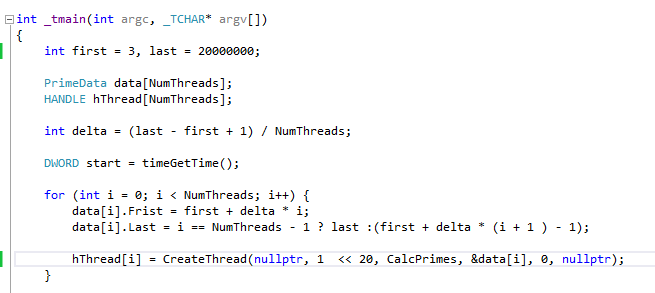 int _tmain(int argc, _TCHAR* argv[])
{
    int first = 3, last = 20000000;
    PrimeData data[NumThreads];
    HANDLE hThread[NumThreads];
    int delta = (last - first + 1) / NumThreads;
    DWORD start = timeGetTime();
    for (int i = 0; i < NumThreads; i++) {
        data[i].Frist = first + delta * i;
        data[i].Last = i == NumThreads - 1 ? last :(first + delta * (i + 1 ) - 1);
        hThread[i] = CreateThread(nullptr, 1  << 20, CalcPrimes, &data[i], 0, nullptr);
    }